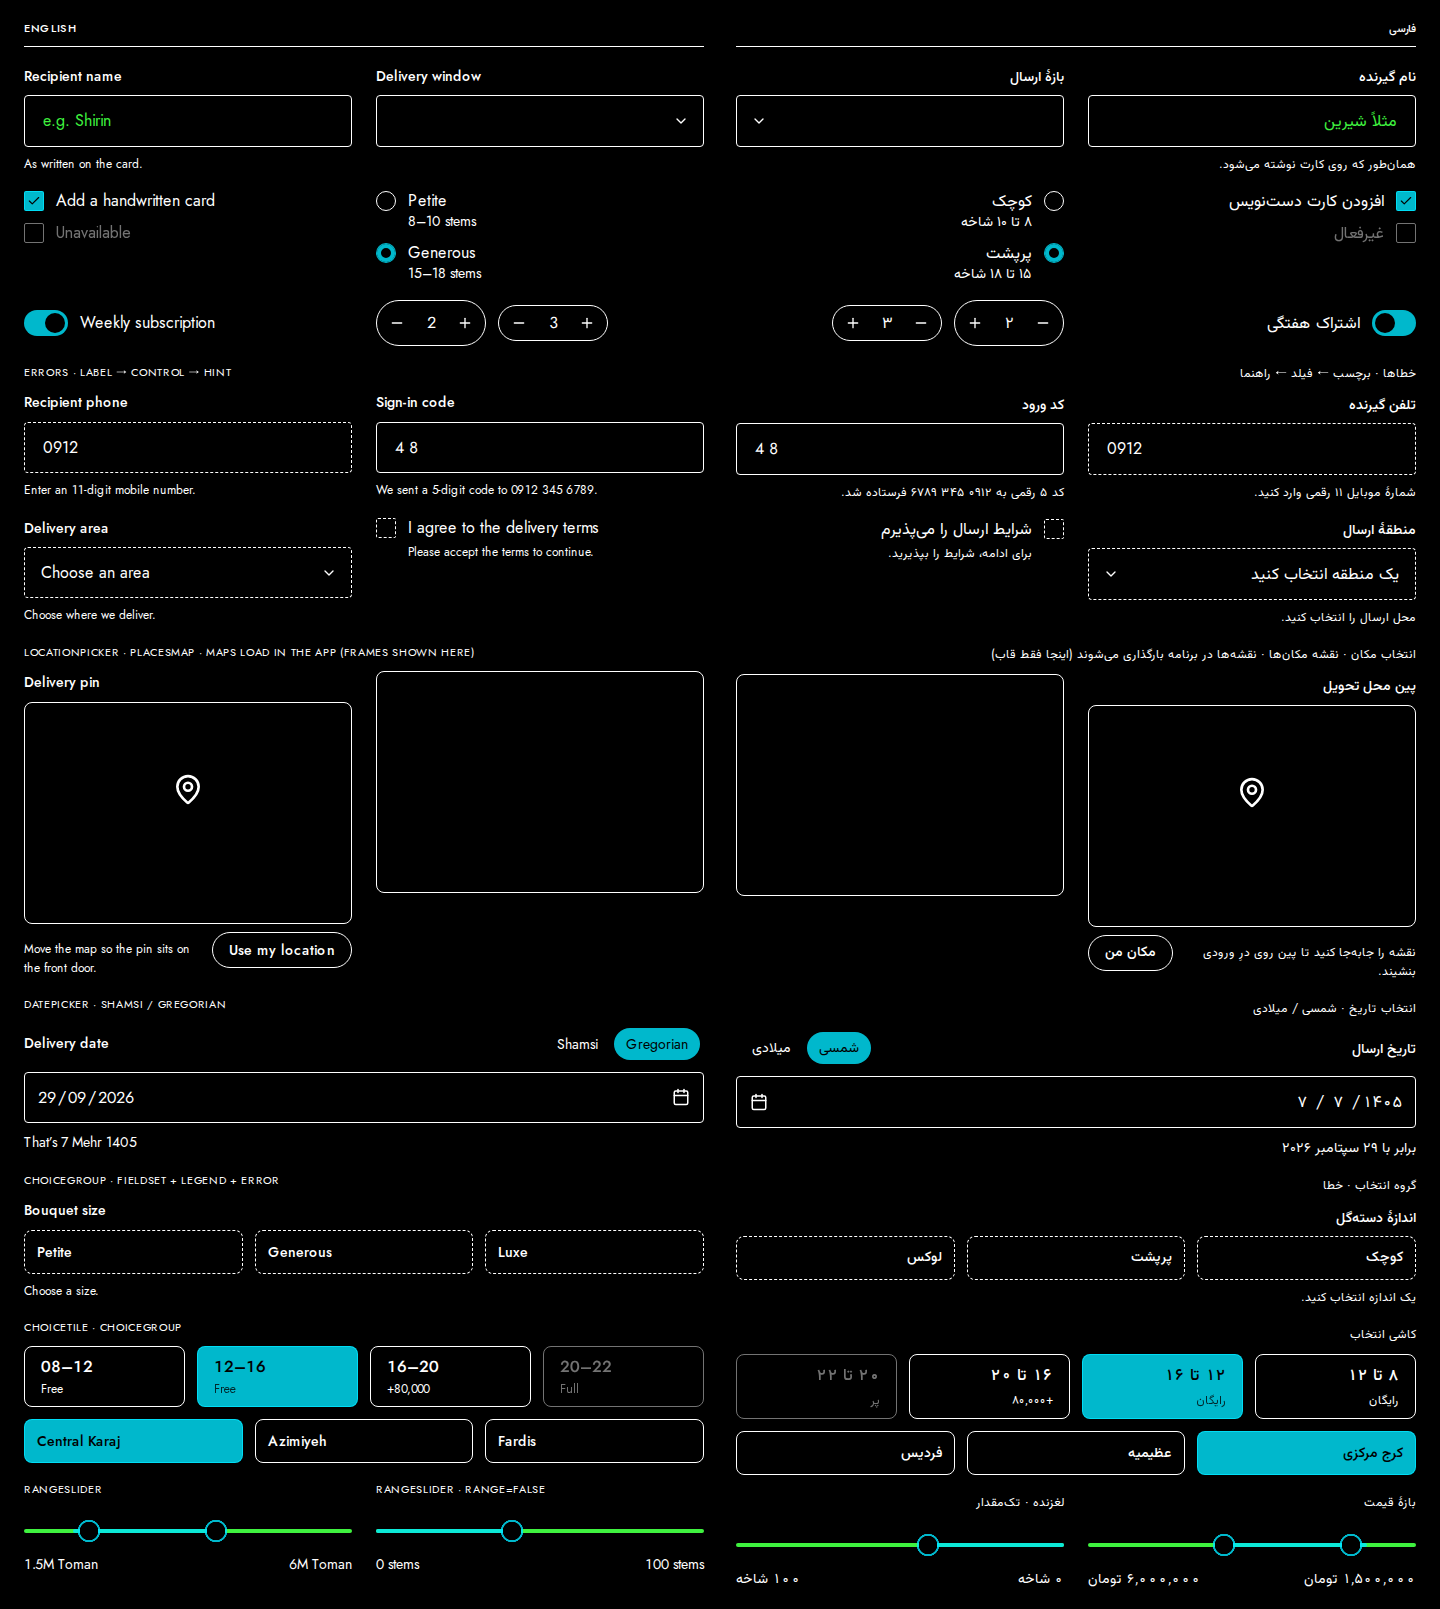 ENGLISH
Recipient name
e.g. Shirin
As written on the card.
Delivery window
Add a handwritten card
Unavailable
Petite
8–10 stems
Generous
15–18 stems
Weekly subscription
2
3
ERRORS · LABEL → CONTROL → HINT
Recipient phone
0912
Enter an 11-digit mobile number.
Sign-in code
4 8
We sent a 5-digit code to 0912 345 6789.
Delivery area
Choose an area
Choose where we deliver.
I agree to the delivery terms
Please accept the terms to continue.
LOCATIONPICKER · PLACESMAP · MAPS LOAD IN THE APP (FRAMES SHOWN HERE)
Delivery pin
Move the map so the pin sits on
the front door.
Use my location
DATEPICKER · SHAMSI / GREGORIAN
Delivery date
Shamsi
Gregorian
29/09/2026
That's 7 Mehr 1405
CHOICEGROUP · FIELDSET + LEGEND + ERROR
Bouquet size
Petite
Generous
Luxe
Choose a size.
CHOICETILE · CHOICEGROUP
08–12
Free
12–16
Free
16–20
+80,000
20–22
Full
Central Karaj
Azimiyeh
Fardis
RANGESLIDER
1.5M Toman
6M Toman
RANGESLIDER · RANGE=FALSE
0 stems
100 stems
فارسی
نام گیرنده
مثلاً شیرین
همان‌طور که روی کارت نوشته می‌شود.
بازهٔ ارسال
افزودن کارت دست‌نویس
غیرفعال
کوچک
۸ تا ۱۰ شاخه
پرپشت
۱۵ تا ۱۸ شاخه
اشتراک هفتگی
۲
۳
خطاها · برچسب ← فیلد ← راهنما
تلفن گیرنده
0912
شمارهٔ موبایل ۱۱ رقمی وارد کنید.
کد ورود
4 8
کد ۵ رقمی به ۰۹۱۲ ۳۴۵ ۶۷۸۹ فرستاده شد.
منطقهٔ ارسال
یک منطقه انتخاب کنید
محل ارسال را انتخاب کنید.
شرایط ارسال را می‌پذیرم
برای ادامه، شرایط را بپذیرید.
انتخاب مکان · نقشه مکان‌ها · نقشه‌ها در برنامه بارگذاری می‌شوند (اینجا فقط قاب)
پین محل تحویل
نقشه را جابه‌جا کنید تا پین روی درِ ورودی
بنشیند.
مکان من
انتخاب تاریخ · شمسی / میلادی
تاریخ ارسال
شمسی
میلادی
۱۴۰۵/ ۷ / ۷
برابر با ۲۹ سپتامبر ۲۰۲۶
گروه انتخاب · خطا
اندازهٔ دسته‌گل
کوچک
پرپشت
لوکس
یک اندازه انتخاب کنید.
کاشی انتخاب
۸ تا ۱۲
رایگان
۱۲ تا ۱۶
رایگان
۱۶ تا ۲۰
+۸۰,۰۰۰
۲۰ تا ۲۲
پر
کرج مرکزی
عظیمیه
فردیس
بازهٔ قیمت
۱,۵۰۰,۰۰۰ تومان
۶,۰۰۰,۰۰۰ تومان
لغزنده · تک‌مقدار
۰ شاخه
۱۰۰ شاخه